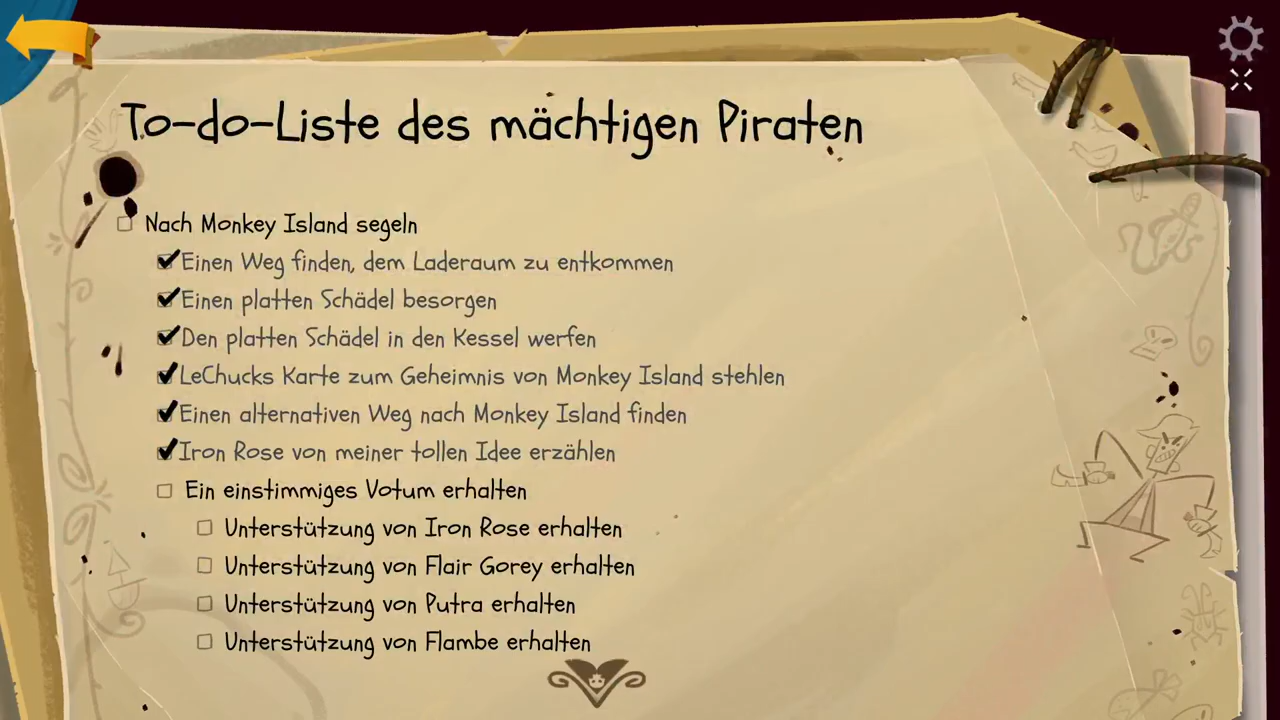 To-do-Liste des mächtigen Piraten
Nach Monkey Island segeln
Einen Weg finden, dem Laderaum zu entkommen
Einen platten Schädel besorgen
Den platten Schädel in den Kessel werfen
LeChucks Karte zum Geheimnis von Monkey Island stehlen
Einen alternativen Weg nach Monkey Island finden
Iron Rose von meiner tollen Idee erzählen
Ein einstimmiges Votum erhalten
Unterstützung von Iron Rose erhalten
Unterstützung von Flair Gorey erhalten
Unterstützung von Putra erhalten
Unterstützung von Flambe erhalten